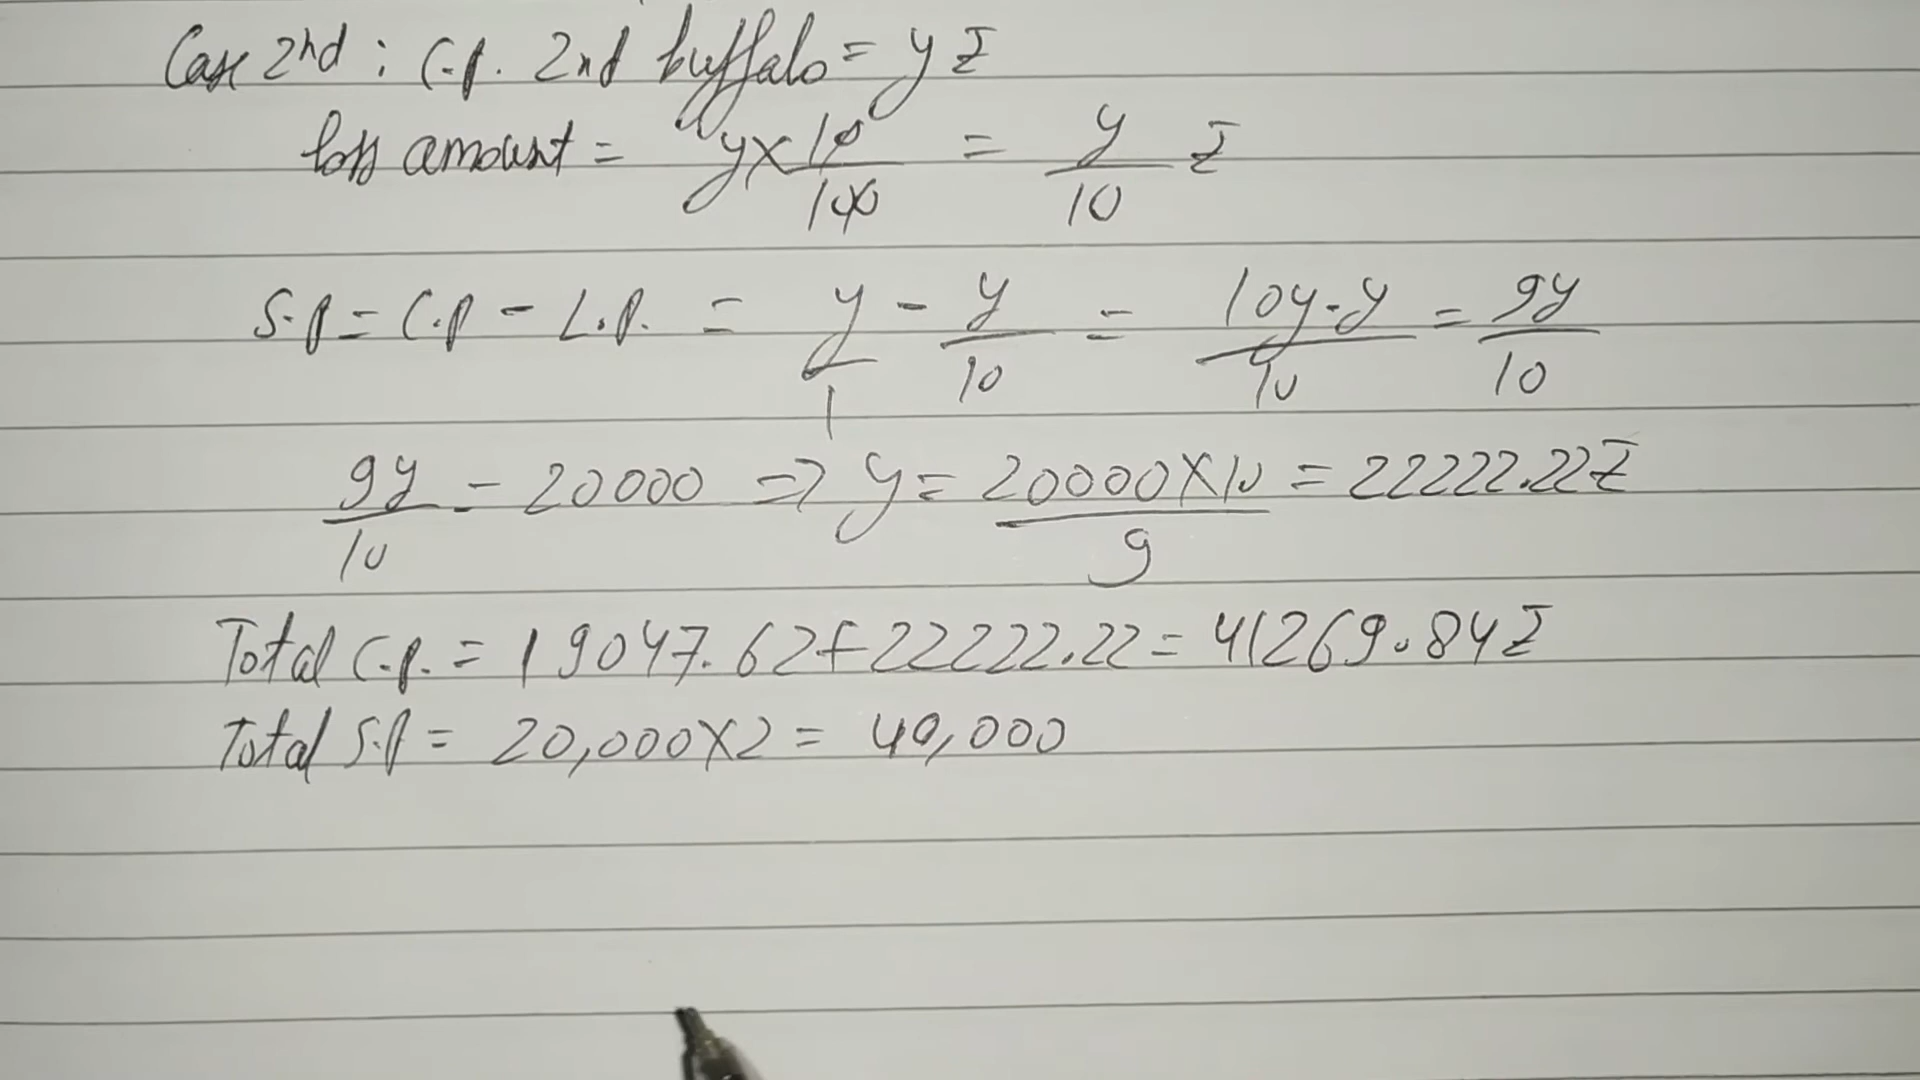 Case 2nd : C.P. 2nd buffalo = y ₹
loss amount = y × 10/100 = y/10 ₹
S.P = C.P - L.P. = y/1 - y/10 = 10y-y/10 = 9y/10
9y/10 = 20000 => y = 20000×10/9 = 22222.22₹
Total C.P. = 19047.62+22222.22 = 41269.84₹
Total S.P = 20,000×2 = 40,000